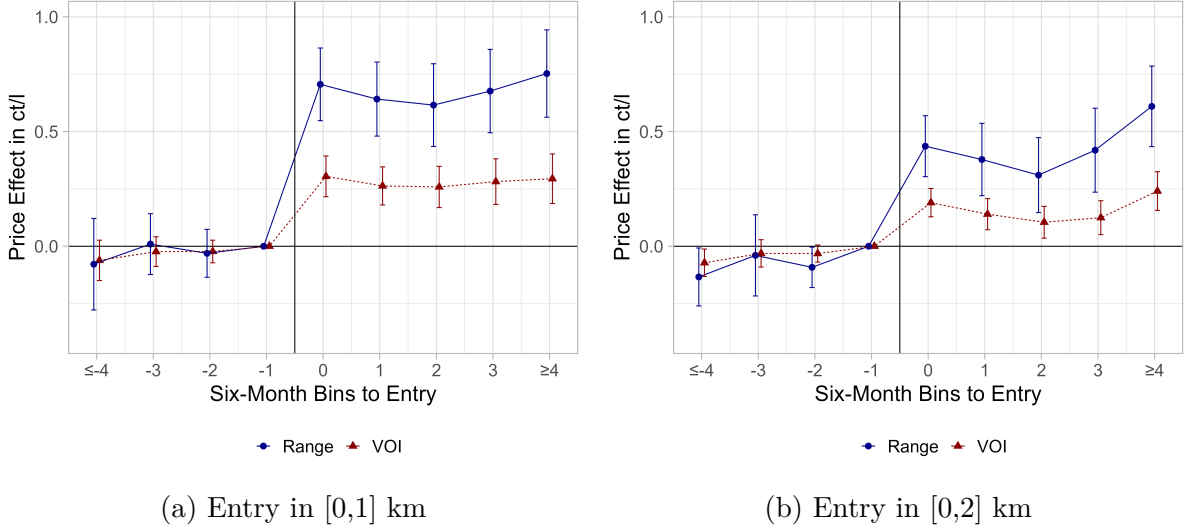 Price Effect in ct/l
1.0
0.5
0.0
≤-4 -3 -2 -1 0 1 2 3 ≥4
Six-Month Bins to Entry
Range VOI
(a) Entry in [0,1] km
Price Effect in ct/l
1.0
0.5
0.0
≤-4 -3 -2 -1 0 1 2 3 ≥4
Six-Month Bins to Entry
Range VOI
(b) Entry in [0,2] km